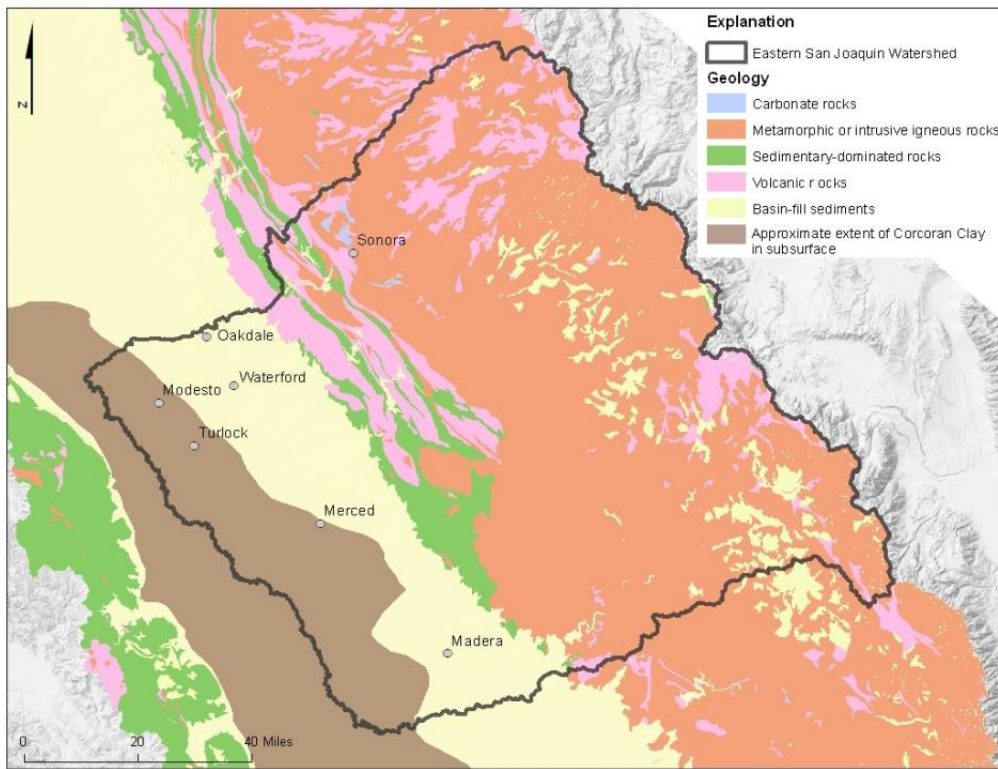 Explanation
Eastern San Joaquin Watershed
Geology
Carbonate rocks
Metamorphic or intrusive igneous rocks
Sedimentary-dominated rocks
Volcanic r ocks
Basin-fill sediments
Approximate extent of Corcoran Clay
in subsurface
N
Sonora
Oakdale
Waterford
Modesto
Turlock
Merced
Madera
0 20 40 Miles